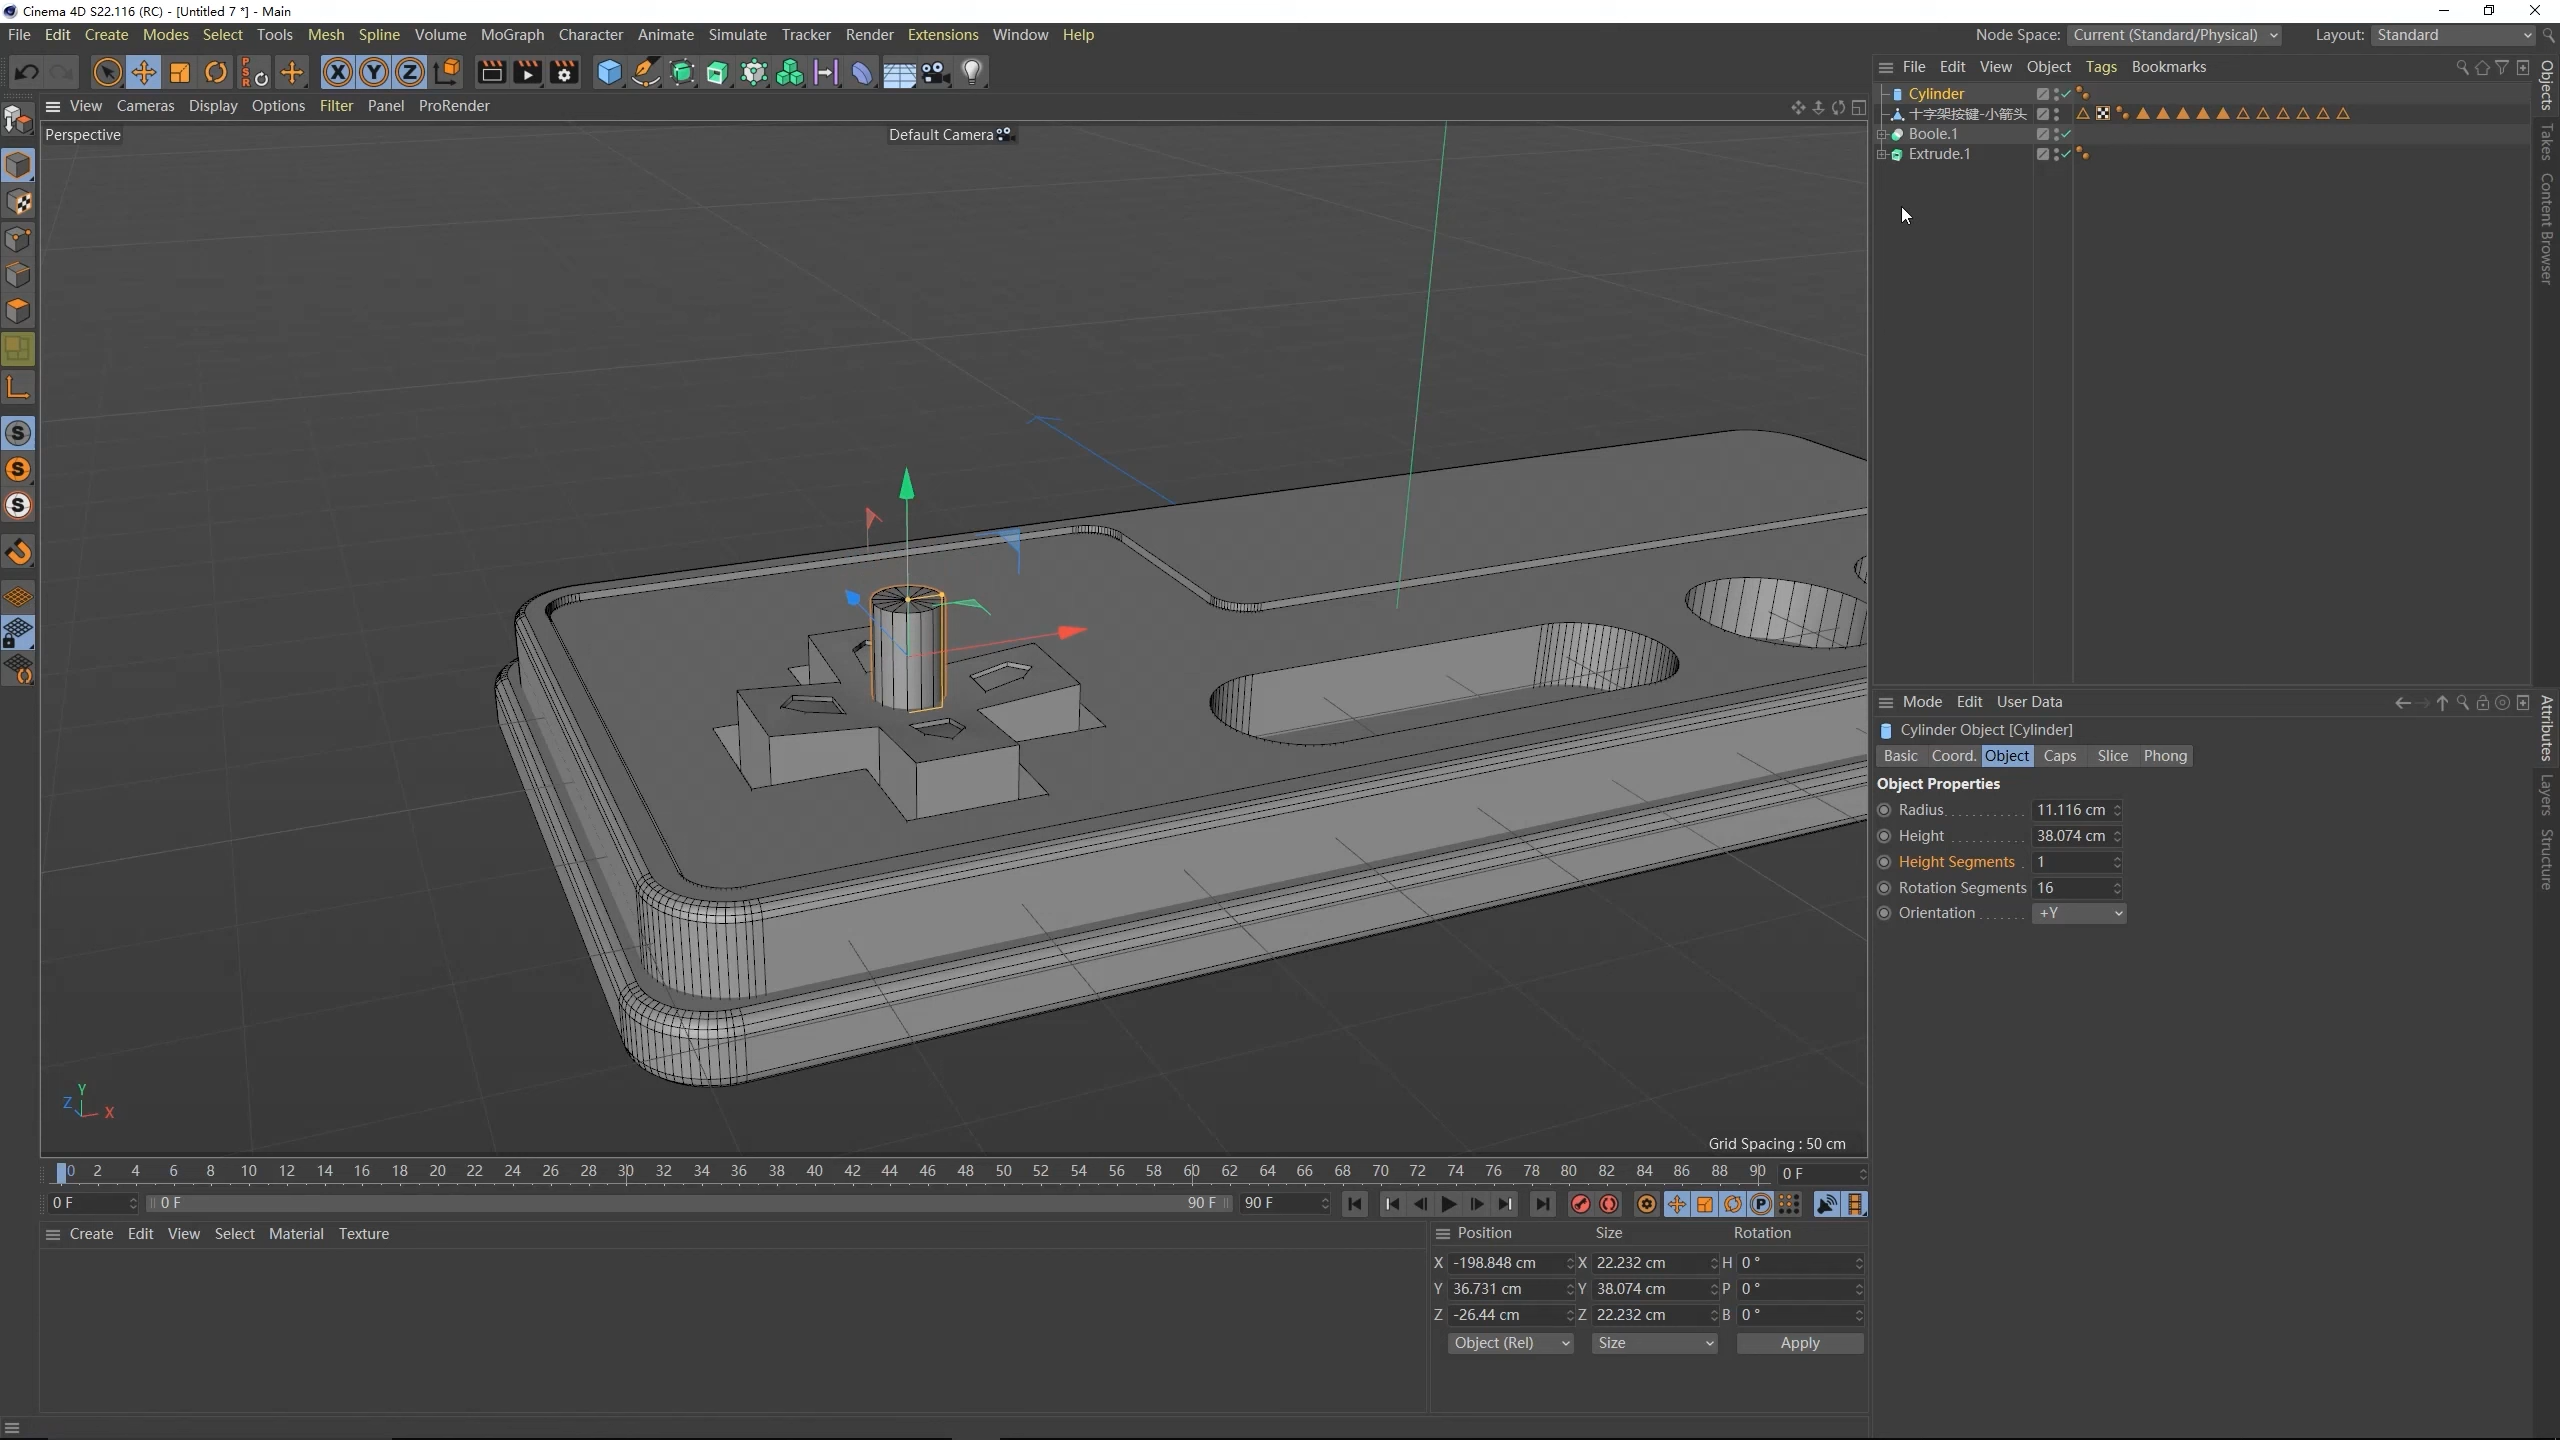 Cinema 4D S22.116 (RC) - [Untitled 7 *] - Main
File Edit Create Modes Select Tools Mesh Spline Volume MoGraph Character Animate Simulate Tracker Render Extensions Window Help
Node Space: Current (Standard/Physical) Layout: Standard
PSR
X Y Z
View Cameras Display Options Filter Panel ProRender
Perspective
Default Camera
S
S
S
Y
Z X
Grid Spacing : 50 cm
File Edit View Object Tags Bookmarks
Cylinder
十字架按键-小箭头
Boole.1
Extrude.1
Objects
Takes
Content Browser
Mode Edit User Data
Cylinder Object [Cylinder]
Basic Coord. Object Caps Slice Phong
Object Properties
Radius 11.116 cm
Height 38.074 cm
Height Segments 1
Rotation Segments 16
Orientation +Y
Attributes
Layers
Structure
0 2 4 6 8 10 12 14 16 18 20 22 24 26 28 30 32 34 36 38 40 42 44 46 48 50 52 54 56 58 60 62 64 66 68 70 72 74 76 78 80 82 84 86 88 90 0 F
0 F 0 F 90 F 90 F
P
Create Edit View Select Material Texture
Position Size Rotation
X -198.848 cm X 22.232 cm H 0 °
Y 36.731 cm Y 38.074 cm P 0 °
Z -26.44 cm Z 22.232 cm B 0 °
Object (Rel) Size Apply